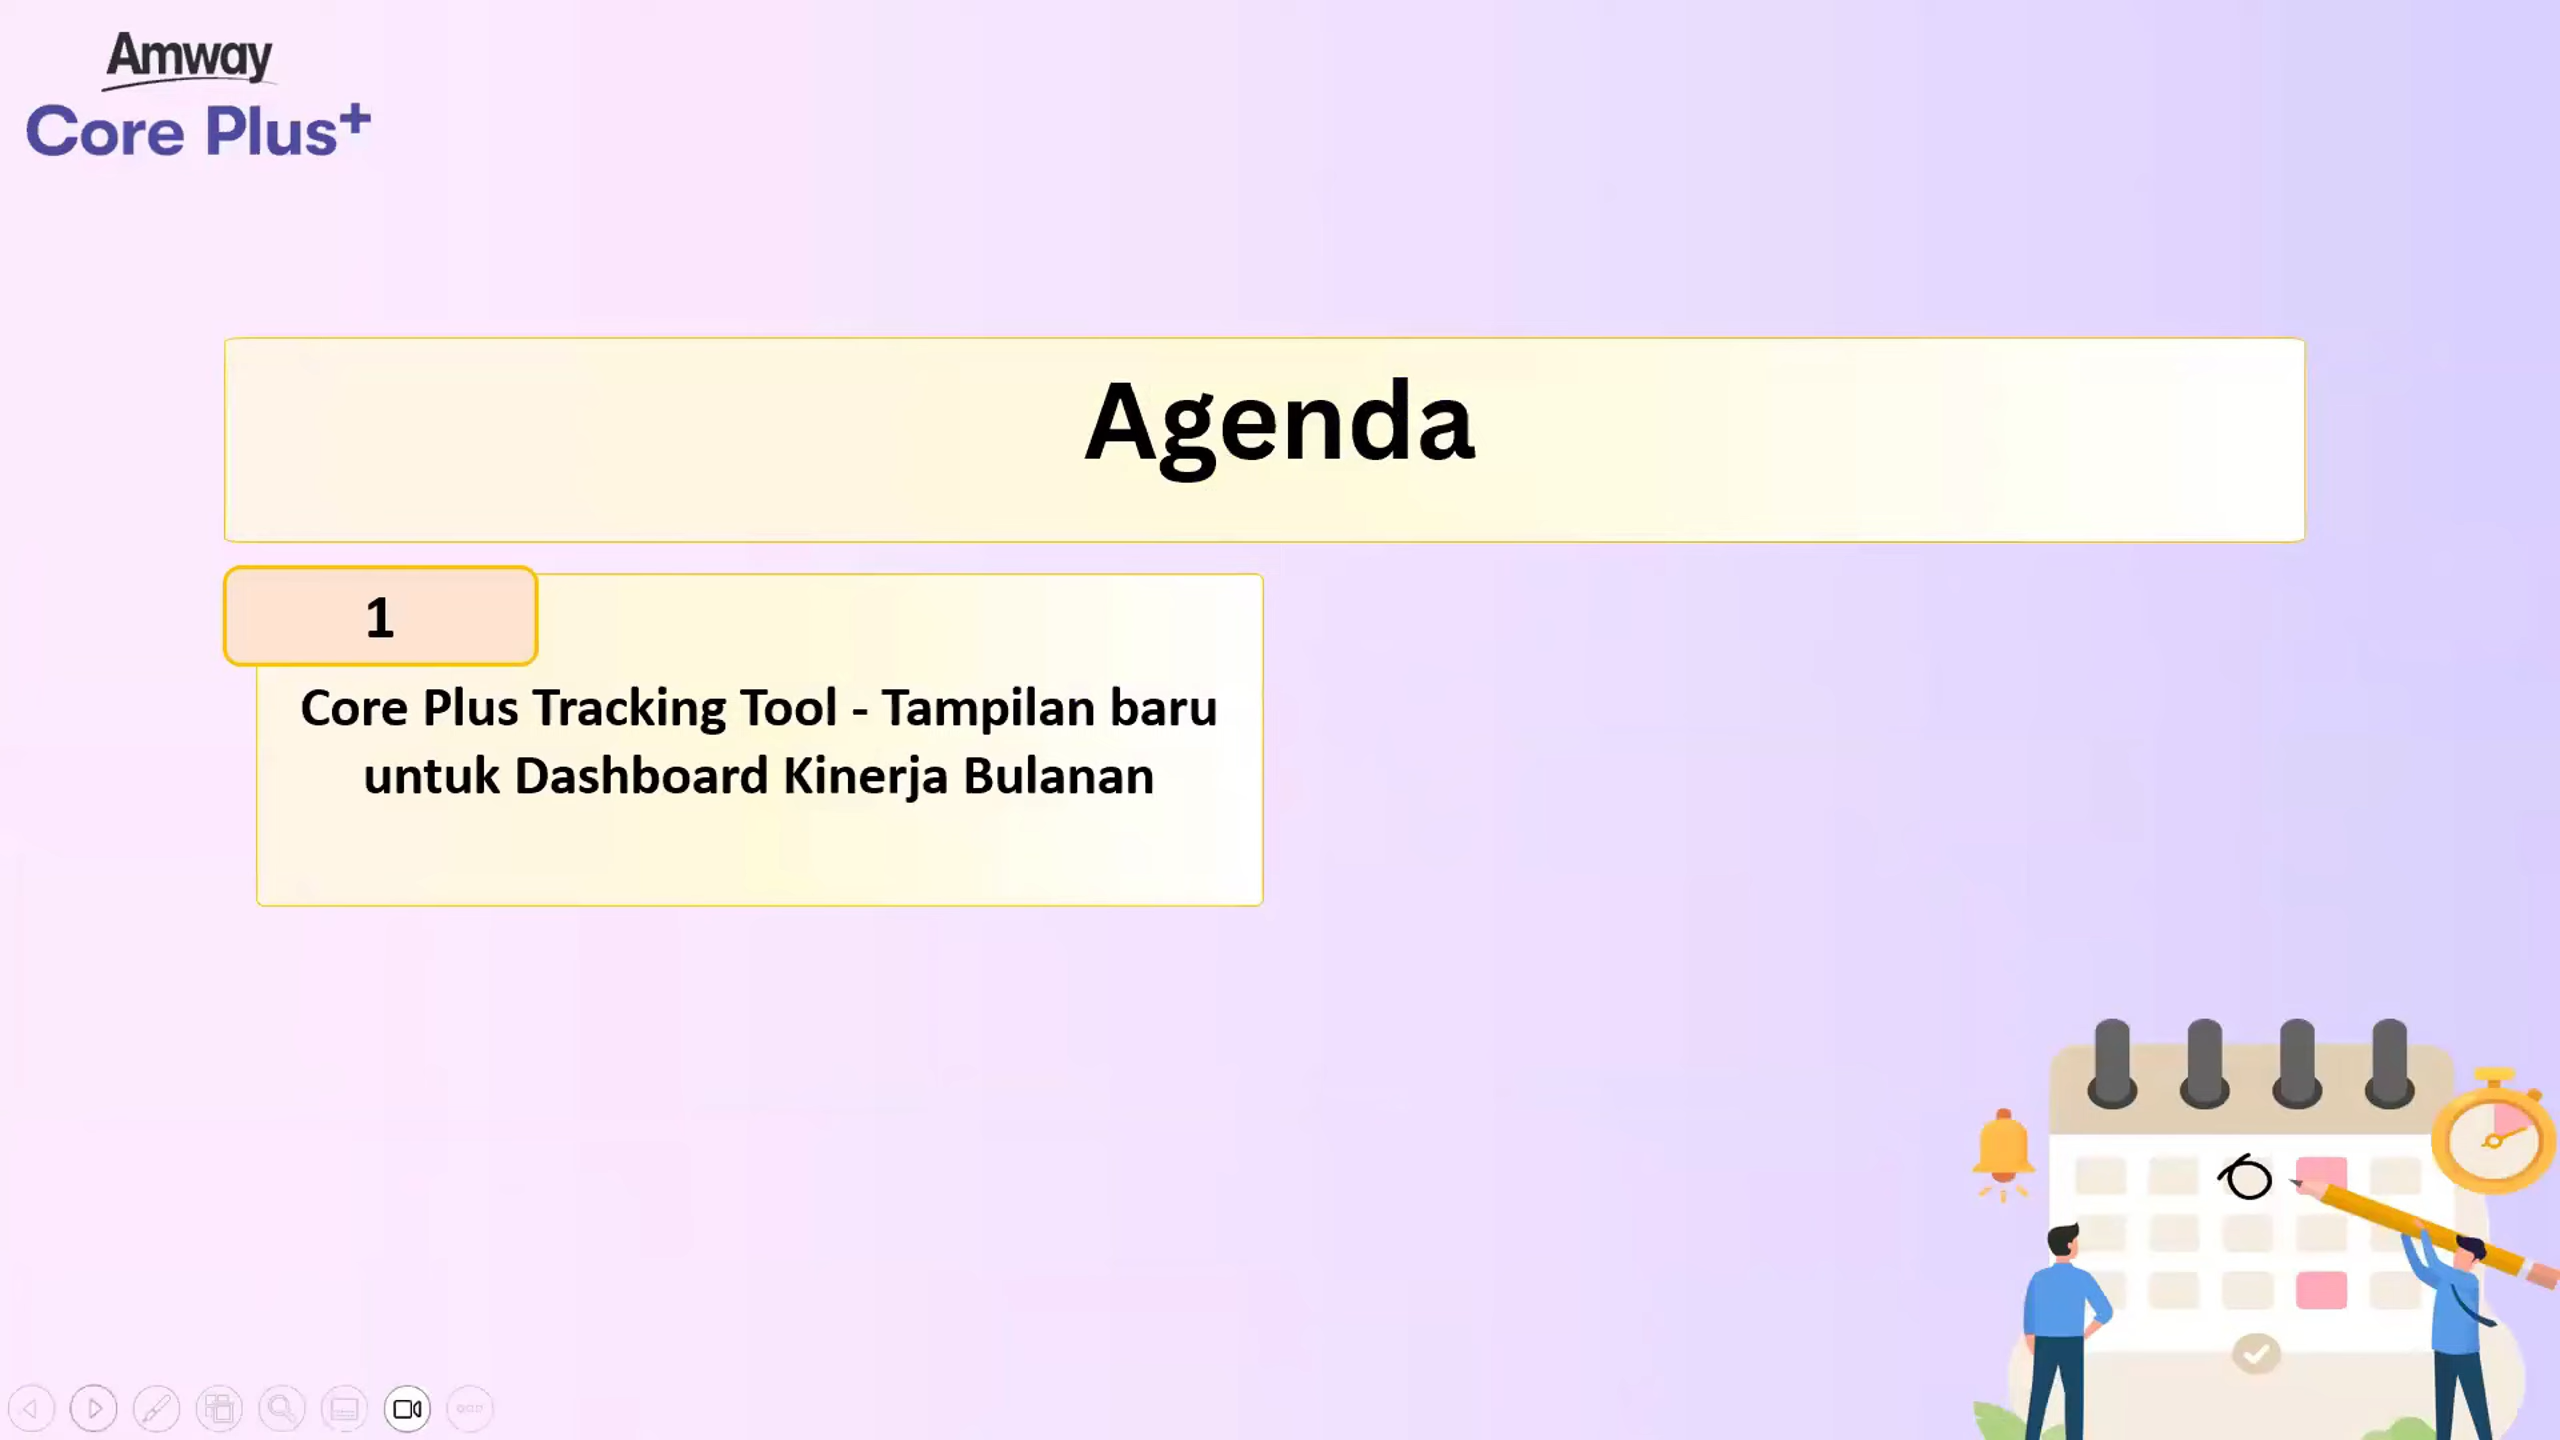 Amway
Core Plus+
Agenda
1
Core Plus Tracking Tool - Tampilan baru
untuk Dashboard Kinerja Bulanan